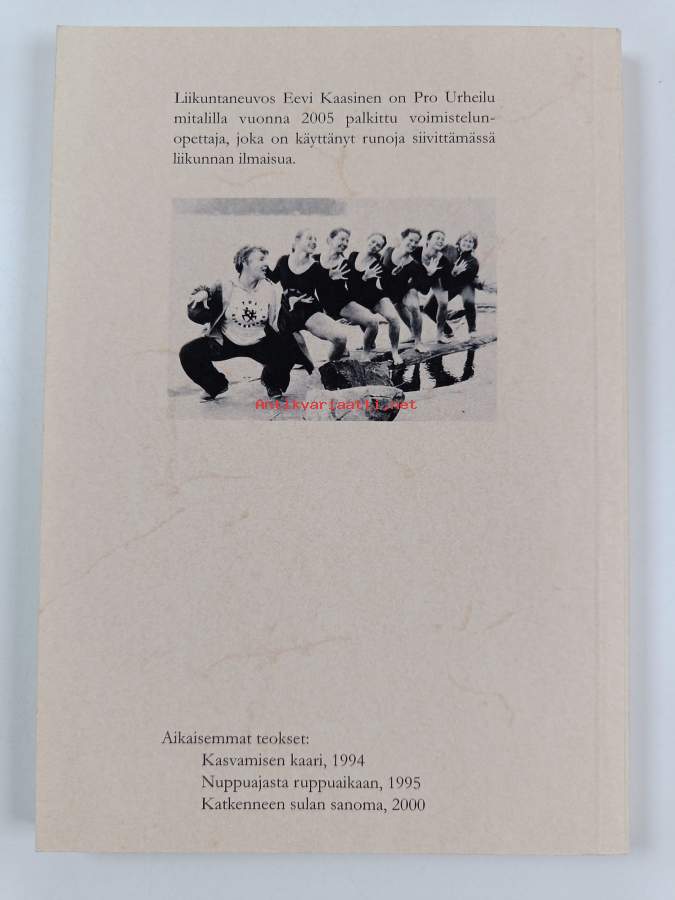 Liikuntaneuvos Eevi Kaasinen on Pro Urheilu
mitalilla vuonna 2005 palkittu voimistelun-
opettaja, joka on käyttänyt runoja siivittämässä
liikunnan ilmaisua.
Antikvariaatti.net
Aikaisemmat teokset:
Kasvamisen kaari, 1994
Nuppuajasta ruppuaikaan, 1995
Katkenneen sulan sanoma, 2000